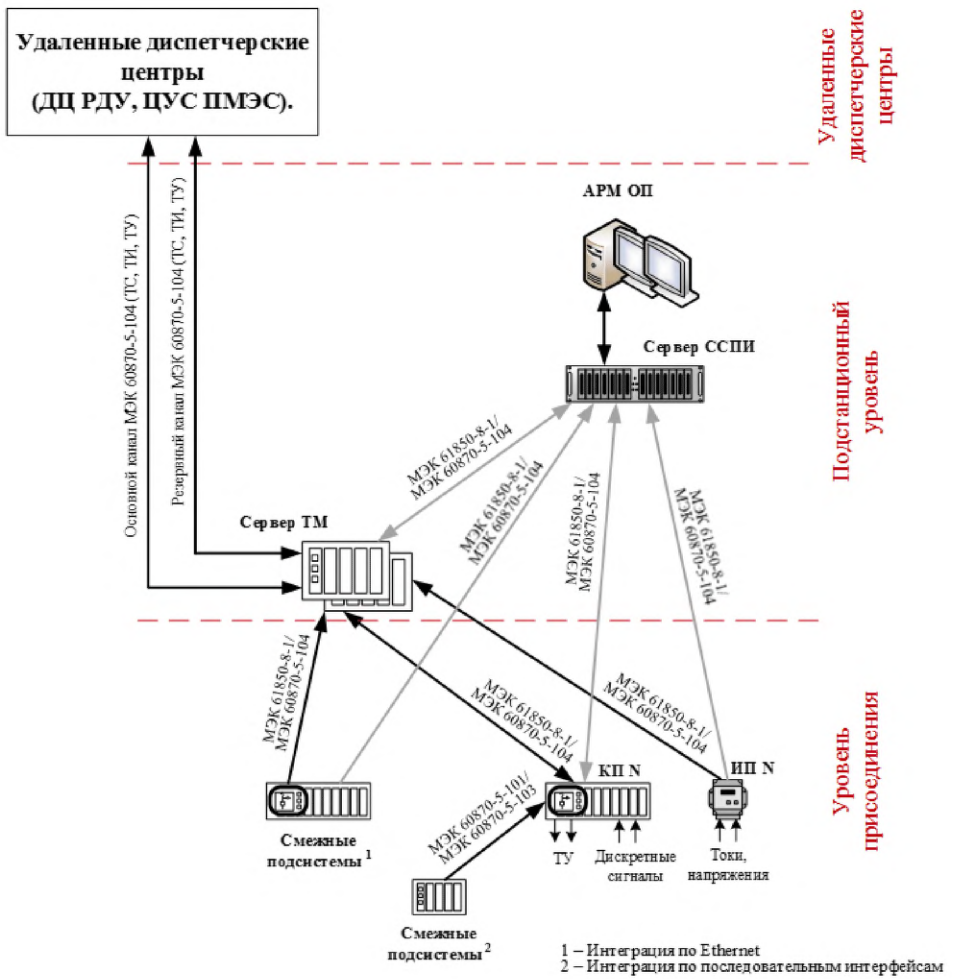 Удаленные диспетчерские
центры
(ДЦ РДУ, ЦУС ПМЭС).
Удаленные
диспетчерские
центры
Основной канал МЭК 60870-5-104 (ТС, ТИ, ТУ)
Резервный канал МЭК 60870-5-104 (ТС, ТИ, ТУ)
АРМ ОП
Сервер ССПИ
Подстанционный
уровень
МЭК 61850-8-1/
МЭК 60870-5-104
МЭК 61850-8-1/
МЭК 60870-5-104
МЭК 61850-8-1/
МЭК 60870-5-104
МЭК 61850-8-1/
МЭК 60870-5-104
Сервер ТМ
МЭК 61850-8-1/
МЭК 60870-5-104
МЭК 61850-8-1/
МЭК 60870-5-104
МЭК 61850-8-1/
МЭК 60870-5-104
Уровень
присоединения
КП N
ИП N
МЭК 60870-5-101/
МЭК 60870-5-103
Смежные
подсистемы 1
ТУ
Дискретные
сигналы
Токи,
напряжения
Смежные
подсистемы 2
1 – Интеграция по Ethernet
2 – Интеграция по последовательным интерфейсам